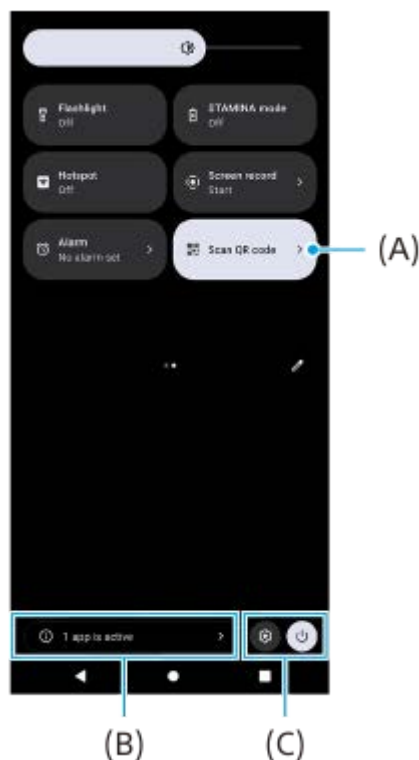 Flashlight
Off
STAMINA mode
Off
Hotspot
Off
Screen record
Start
Alarm
No alarm set
Scan QR code
(A)
1 app is active
(B)
(C)